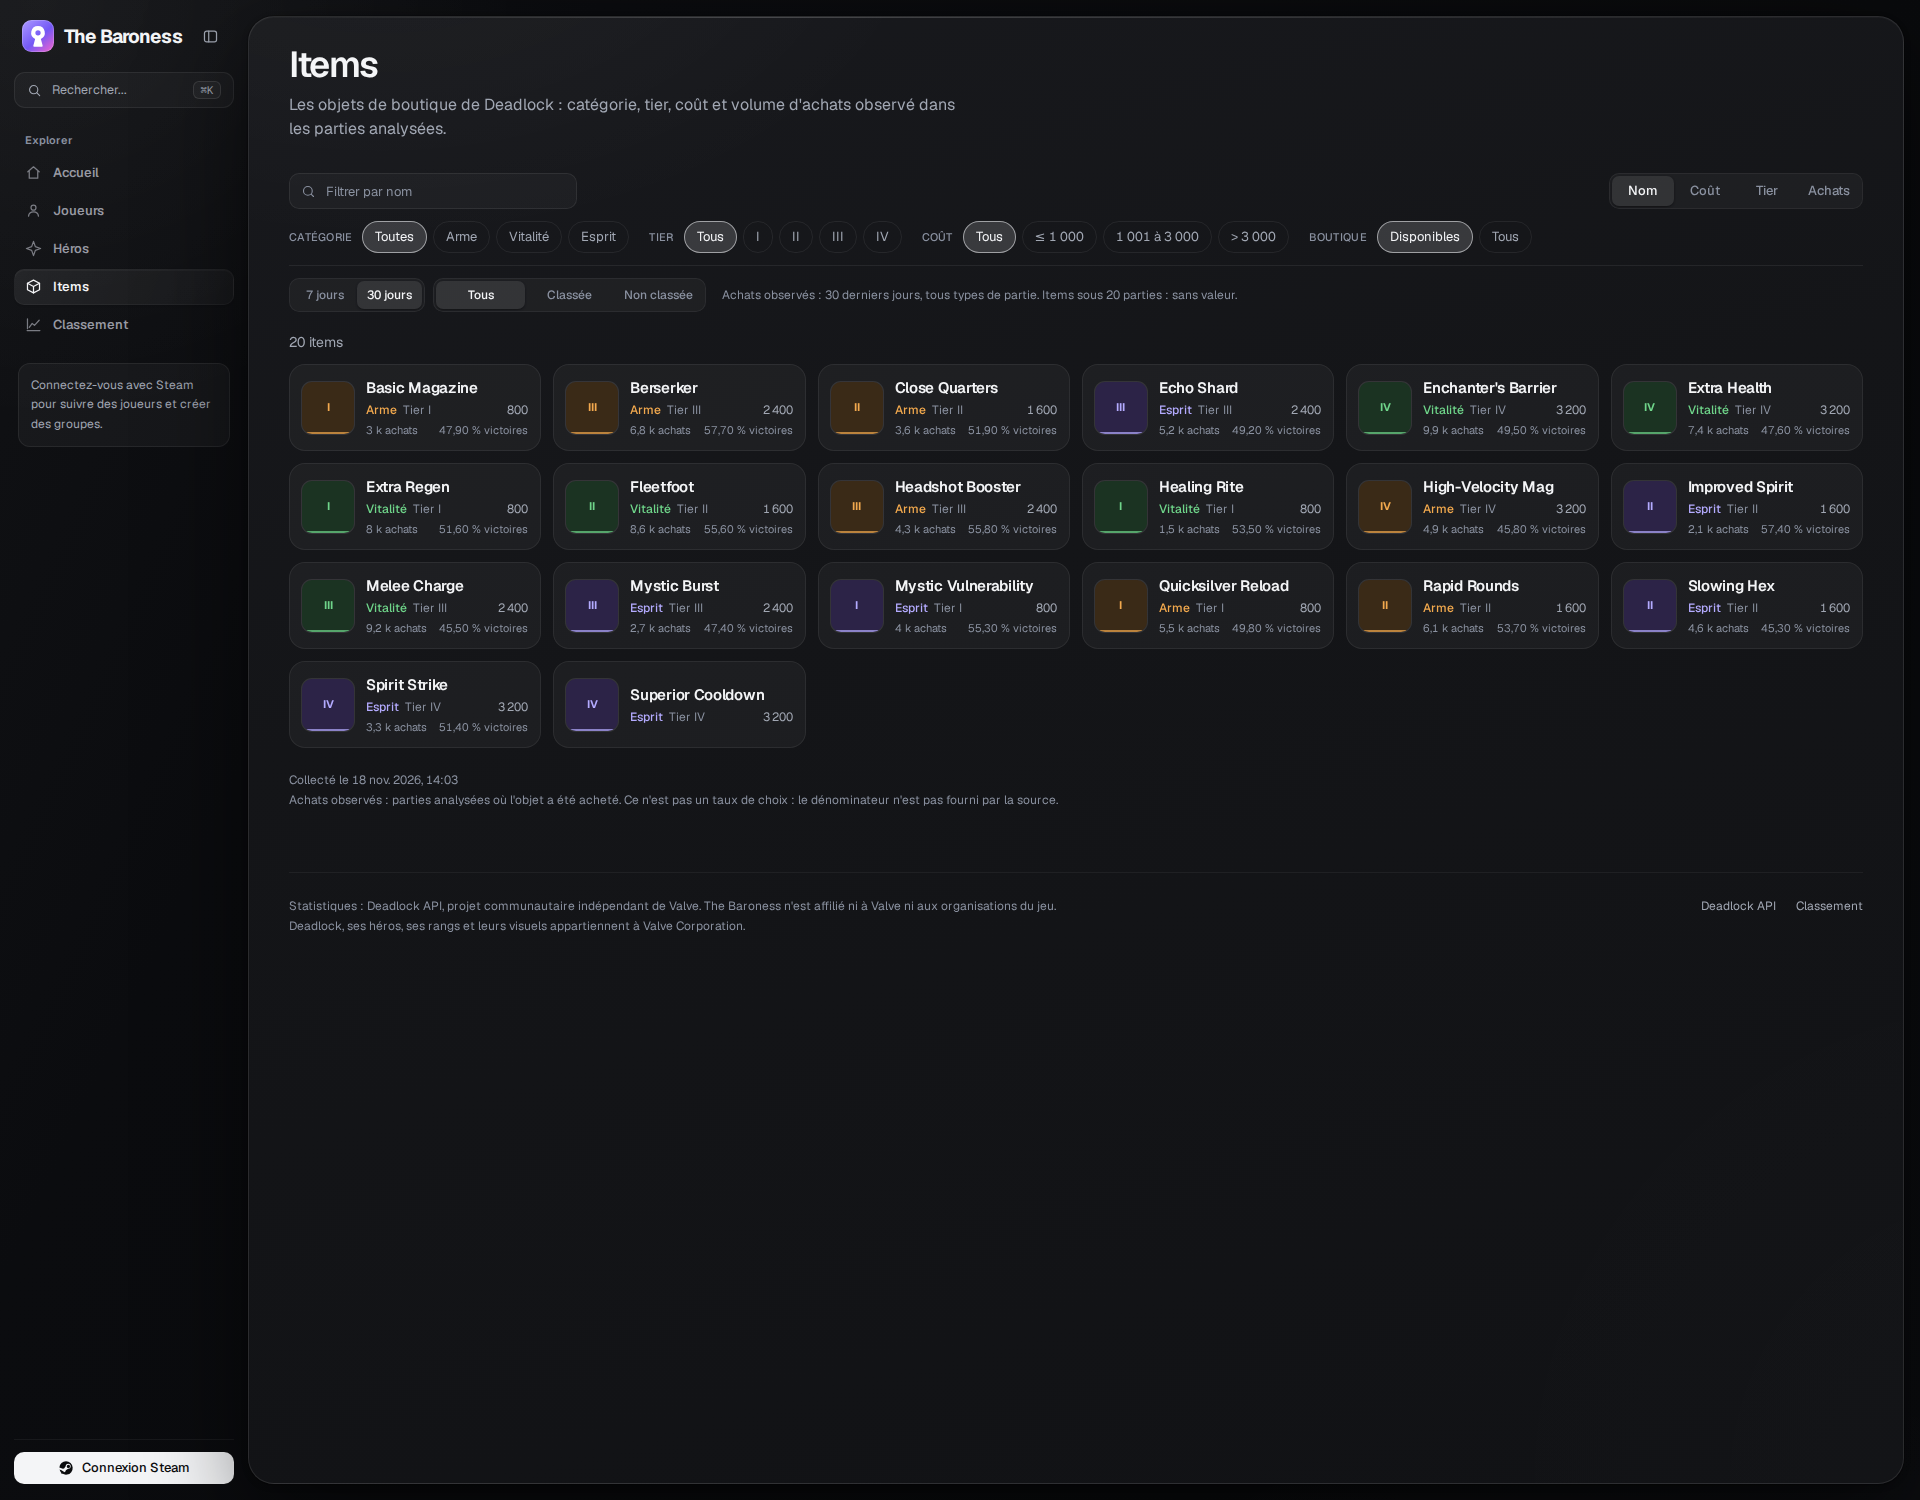 The Baroness
Rechercher...
⌘K
Explorer
Accueil
Joueurs
Héros
Items
Classement
Connectez-vous avec Steam
pour suivre des joueurs et créer
des groupes.
Connexion Steam
Items
Les objets de boutique de Deadlock : catégorie, tier, coût et volume d'achats observé dans
les parties analysées.
Filtrer par nom
Nom Coût Tier Achats
CATÉGORIE Toutes Arme Vitalité Esprit TIER Tous I II III IV COÛT Tous ≤ 1 000 1 001 à 3 000 > 3 000 BOUTIQUE Disponibles Tous
7 jours 30 jours Tous Classée Non classée Achats observés : 30 derniers jours, tous types de partie. Items sous 20 parties : sans valeur.
20 items
I
Basic Magazine
Arme Tier I 800
3 k achats 47,90 % victoires
III
Berserker
Arme Tier III 2 400
6,8 k achats 57,70 % victoires
II
Close Quarters
Arme Tier II 1 600
3,6 k achats 51,90 % victoires
III
Echo Shard
Esprit Tier III 2 400
5,2 k achats 49,20 % victoires
IV
Enchanter's Barrier
Vitalité Tier IV 3 200
9,9 k achats 49,50 % victoires
IV
Extra Health
Vitalité Tier IV 3 200
7,4 k achats 47,60 % victoires
I
Extra Regen
Vitalité Tier I 800
8 k achats 51,60 % victoires
II
Fleetfoot
Vitalité Tier II 1 600
8,6 k achats 55,60 % victoires
III
Headshot Booster
Arme Tier III 2 400
4,3 k achats 55,80 % victoires
I
Healing Rite
Vitalité Tier I 800
1,5 k achats 53,50 % victoires
IV
High-Velocity Mag
Arme Tier IV 3 200
4,9 k achats 45,80 % victoires
II
Improved Spirit
Esprit Tier II 1 600
2,1 k achats 57,40 % victoires
III
Melee Charge
Vitalité Tier III 2 400
9,2 k achats 45,50 % victoires
III
Mystic Burst
Esprit Tier III 2 400
2,7 k achats 47,40 % victoires
I
Mystic Vulnerability
Esprit Tier I 800
4 k achats 55,30 % victoires
I
Quicksilver Reload
Arme Tier I 800
5,5 k achats 49,80 % victoires
II
Rapid Rounds
Arme Tier II 1 600
6,1 k achats 53,70 % victoires
II
Slowing Hex
Esprit Tier II 1 600
4,6 k achats 45,30 % victoires
IV
Spirit Strike
Esprit Tier IV 3 200
3,3 k achats 51,40 % victoires
IV
Superior Cooldown
Esprit Tier IV 3 200
Collecté le 18 nov. 2026, 14:03
Achats observés : parties analysées où l'objet a été acheté. Ce n'est pas un taux de choix : le dénominateur n'est pas fourni par la source.
Statistiques : Deadlock API, projet communautaire indépendant de Valve. The Baroness n'est affilié ni à Valve ni aux organisations du jeu.
Deadlock, ses héros, ses rangs et leurs visuels appartiennent à Valve Corporation.
Deadlock API Classement